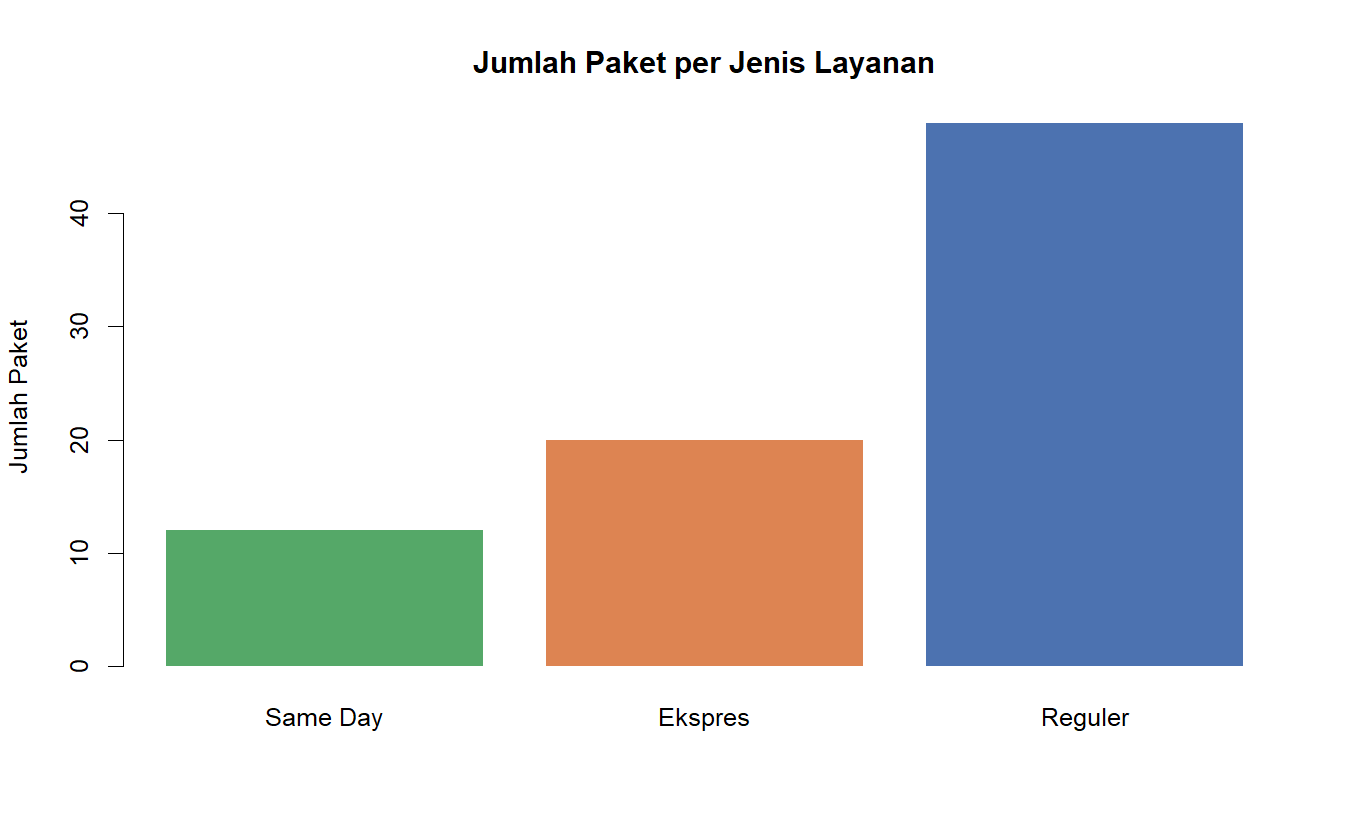 Jumlah Paket per Jenis Layanan
Jumlah Paket
40
30
20
10
0
Same Day
Ekspres
Reguler